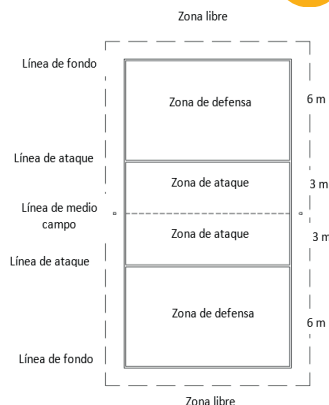 Zona libre
Línea de fondo
Zona de defensa
6 m
Línea de ataque
Zona de ataque
3 m
Línea de medio
campo
Zona de ataque
3 m
Línea de ataque
Zona de defensa
6 m
Línea de fondo
Zona libre